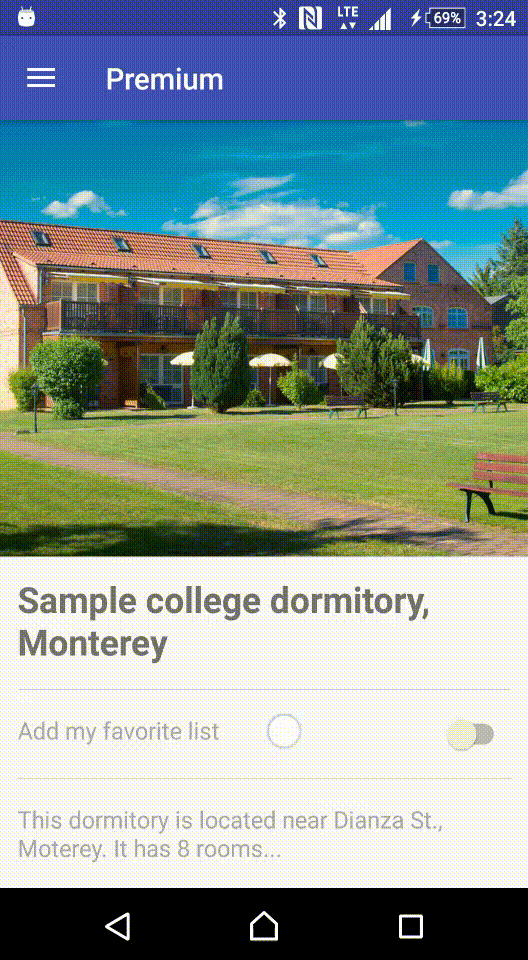 LTE
69%
3:24
Premium
Sample college dormitory,
Monterey
Add my favorite list
This dormitory is located near Dianza St.,
Moterey. It has 8 rooms...